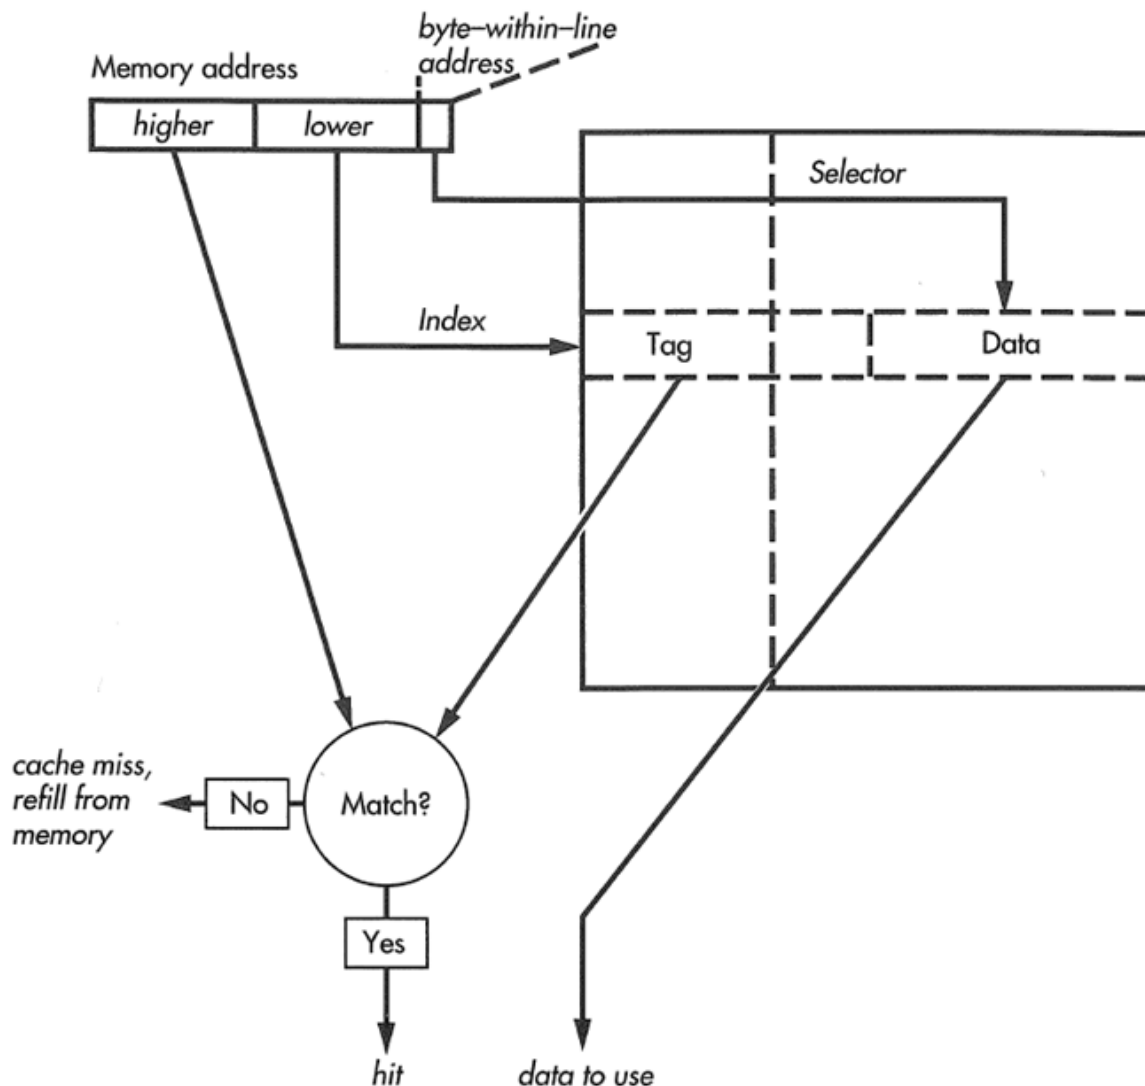 byte–within–line
address
Memory address
higher
lower
Selector
Index
Tag
Data
cache miss,
refill from
memory
No
Match?
Yes
hit
data to use